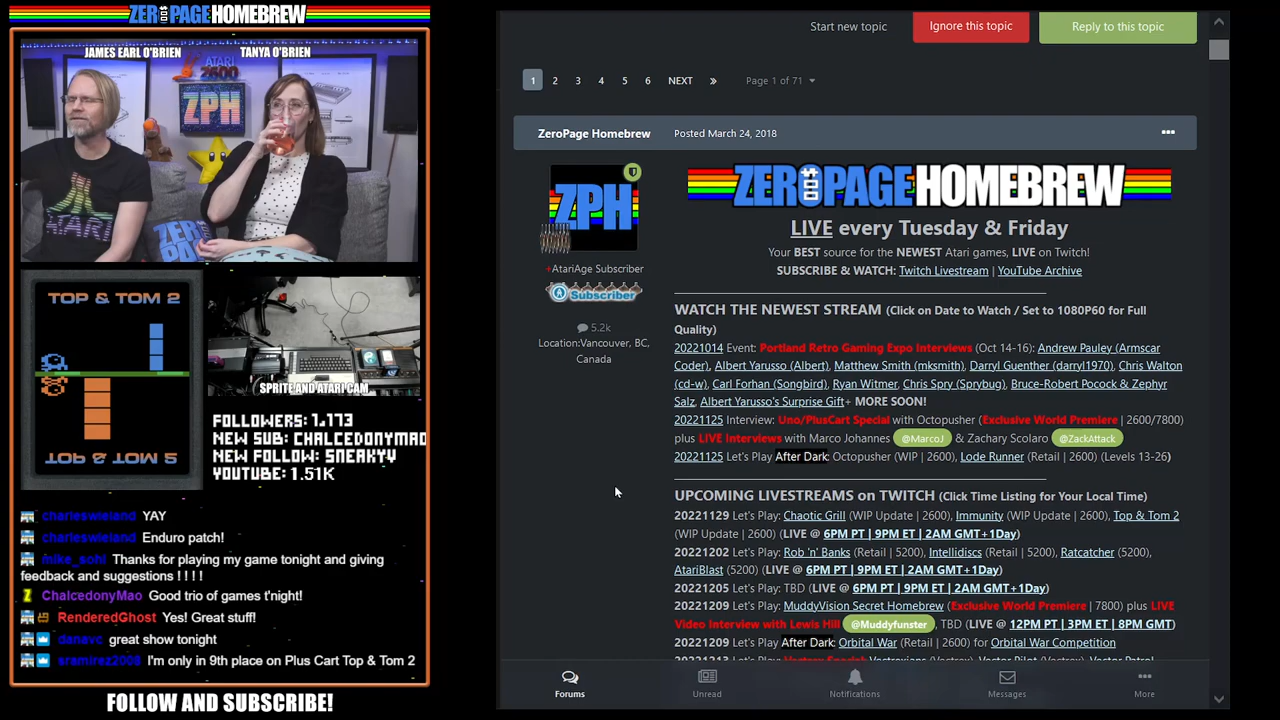 ZEROPAGEHOMEBREW
JAMES EARL O'BRIEN
TANYA O'BRIEN
ATARI
2600
ZPH
ATARI
TOP & TOM 2
TOP & TOM 2
SPRITE AND ATARI CAM
FOLLOWERS: 1,173
NEW SUB: CHALCEDONYMAO
NEW FOLLOW: SNEAKYY
YOUTUBE: 1.51K
charleswieland YAY
charleswieland Enduro patch!
mike_sohl Thanks for playing my game tonight and giving
feedback and suggestions ! ! ! !
ChalcedonyMao Good trio of games t'night!
RenderedGhost Yes! Great stuff!
danavc great show tonight
sramirez2008 I'm only in 9th place on Plus Cart Top & Tom 2
FOLLOW AND SUBSCRIBE!
Start new topic
Ignore this topic
Reply to this topic
1 2 3 4 5 6 NEXT » Page 1 of 71
ZeroPage Homebrew Posted March 24, 2018
ZPH
+AtariAge Subscriber
Subscriber
5.2k
Location:Vancouver, BC,
Canada
ZEROPAGEHOMEBREW
LIVE every Tuesday & Friday
Your BEST source for the NEWEST Atari games, LIVE on Twitch!
SUBSCRIBE & WATCH: Twitch Livestream | YouTube Archive
WATCH THE NEWEST STREAM (Click on Date to Watch / Set to 1080P60 for Full
Quality)
20221014 Event: Portland Retro Gaming Expo Interviews (Oct 14-16): Andrew Pauley (Armscar
Coder), Albert Yarusso (Albert), Matthew Smith (mksmith), Darryl Guenther (darryl1970), Chris Walton
(cd-w), Carl Forhan (Songbird), Ryan Witmer, Chris Spry (Sprybug), Bruce-Robert Pocock & Zephyr
Salz, Albert Yarusso's Surprise Gift+ MORE SOON!
20221125 Interview: Uno/PlusCart Special with Octopusher (Exclusive World Premiere | 2600/7800)
plus LIVE Interviews with Marco Johannes @MarcoJ & Zachary Scolaro @ZackAttack
20221125 Let's Play After Dark: Octopusher (WIP | 2600), Lode Runner (Retail | 2600) (Levels 13-26)
UPCOMING LIVESTREAMS on TWITCH (Click Time Listing for Your Local Time)
20221129 Let's Play: Chaotic Grill (WIP Update | 2600), Immunity (WIP Update | 2600), Top & Tom 2
(WIP Update | 2600) (LIVE @ 6PM PT | 9PM ET | 2AM GMT+1Day)
20221202 Let's Play: Rob 'n' Banks (Retail | 5200), Intellidiscs (Retail | 5200), Ratcatcher (5200),
AtariBlast (5200) (LIVE @ 6PM PT | 9PM ET | 2AM GMT+1Day)
20221205 Let's Play: TBD (LIVE @ 6PM PT | 9PM ET | 2AM GMT+1Day)
20221209 Let's Play: MuddyVision Secret Homebrew (Exclusive World Premiere | 7800) plus LIVE
Video Interview with Lewis Hill @Muddyfunster, TBD (LIVE @ 12PM PT | 3PM ET | 8PM GMT)
20221209 Let's Play After Dark: Orbital War (Retail | 2600) for Orbital War Competition
Forums
Unread
Notifications
Messages
More